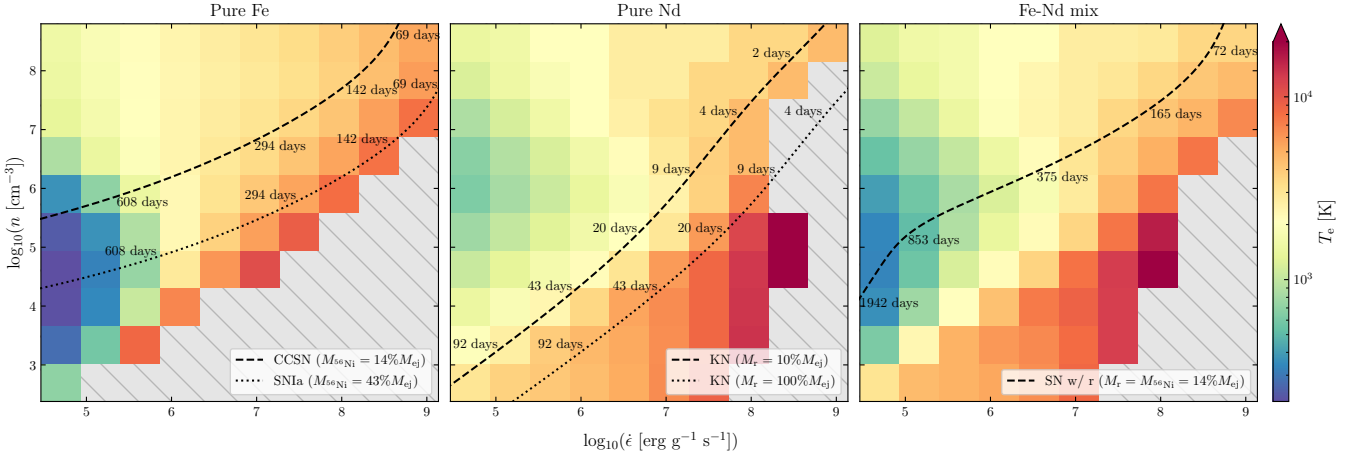 Pure Fe
Pure Nd
Fe-Nd mix
log₁₀(n [cm⁻³])
8
7
6
5
4
3
69 days
69 days
142 days
142 days
294 days
294 days
608 days
608 days
CCSN (M₅₆Ni = 14%Mej)
SNIa (M₅₆Ni = 43%Mej)
5 6 7 8 9
2 days
4 days
4 days
9 days
9 days
20 days
20 days
43 days
43 days
92 days
92 days
KN (Mr = 10%Mej)
KN (Mr = 100%Mej)
5 6 7 8 9
72 days
165 days
375 days
853 days
1942 days
SN w/ r (Mr = M₅₆Ni = 14%Mej)
5 6 7 8 9
log₁₀(ε̇ [erg g⁻¹ s⁻¹])
10⁴
10³
Te [K]